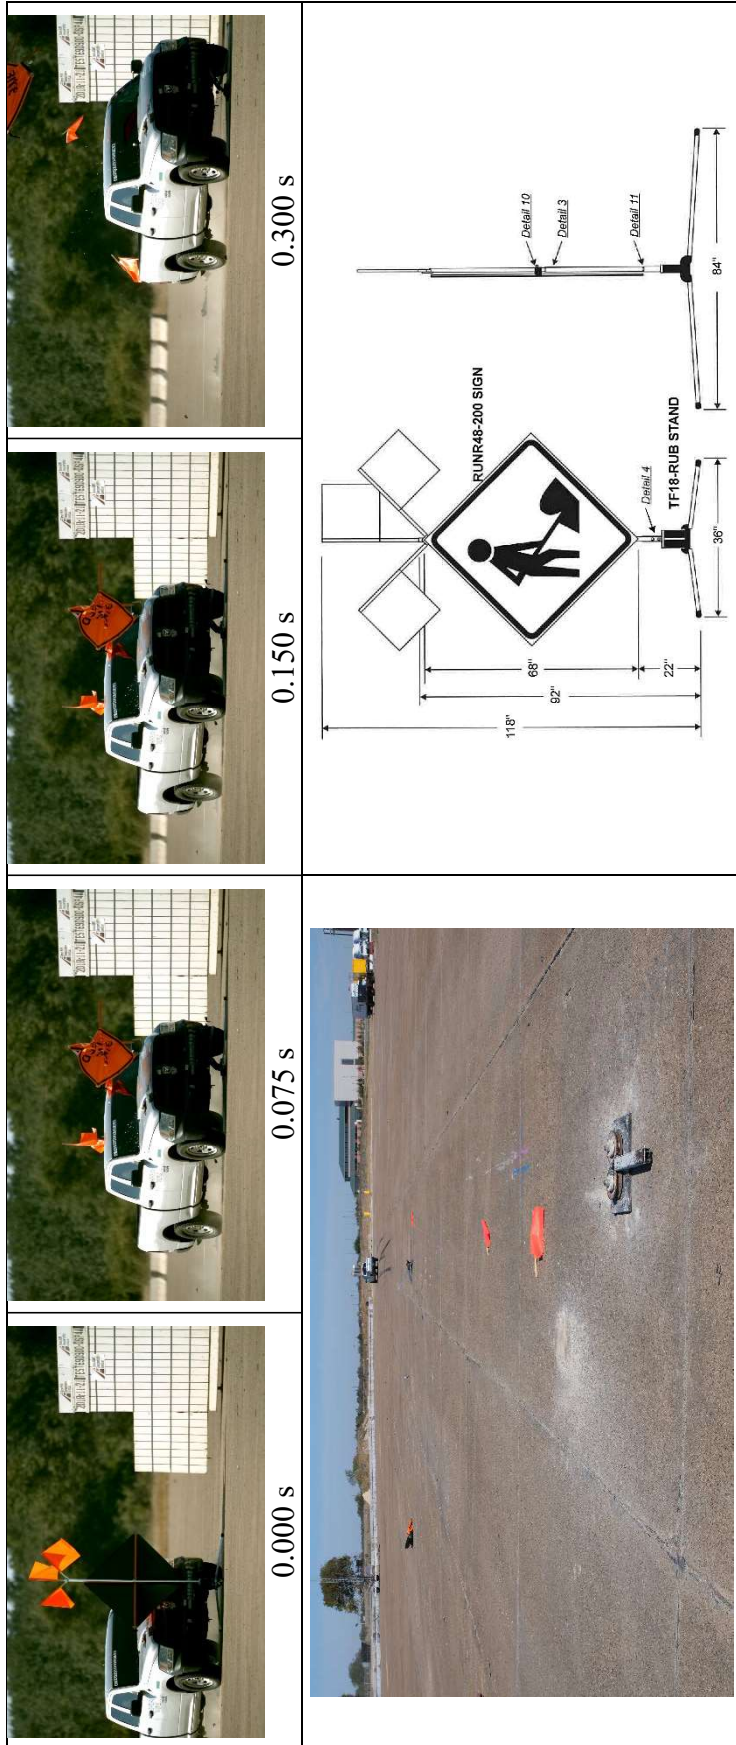 0.000 s
0.075 s
0.150 s
0.300 s
118"
92"
68"
22"
RUNR48-200 SIGN
Detail 4
TF18-RUB STAND
36"
Detail 10
Detail 3
Detail 11
84"